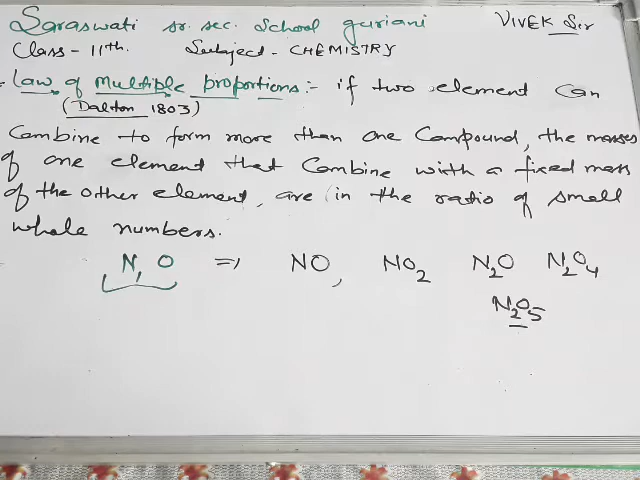 Saraswati sr. sec. School guriani VIVEK Sir
Class - 11th. Subject - CHEMISTRY
Law of Multiple proportions:- if two element can
(Dalton 1803)
Combine to form more than one Compound, the masses
of one element that Combine with a fixed mass
of the other element, are in the ratio of small
whole numbers.
N, O => NO, NO₂ N₂O N₂O₄
N₂O₅